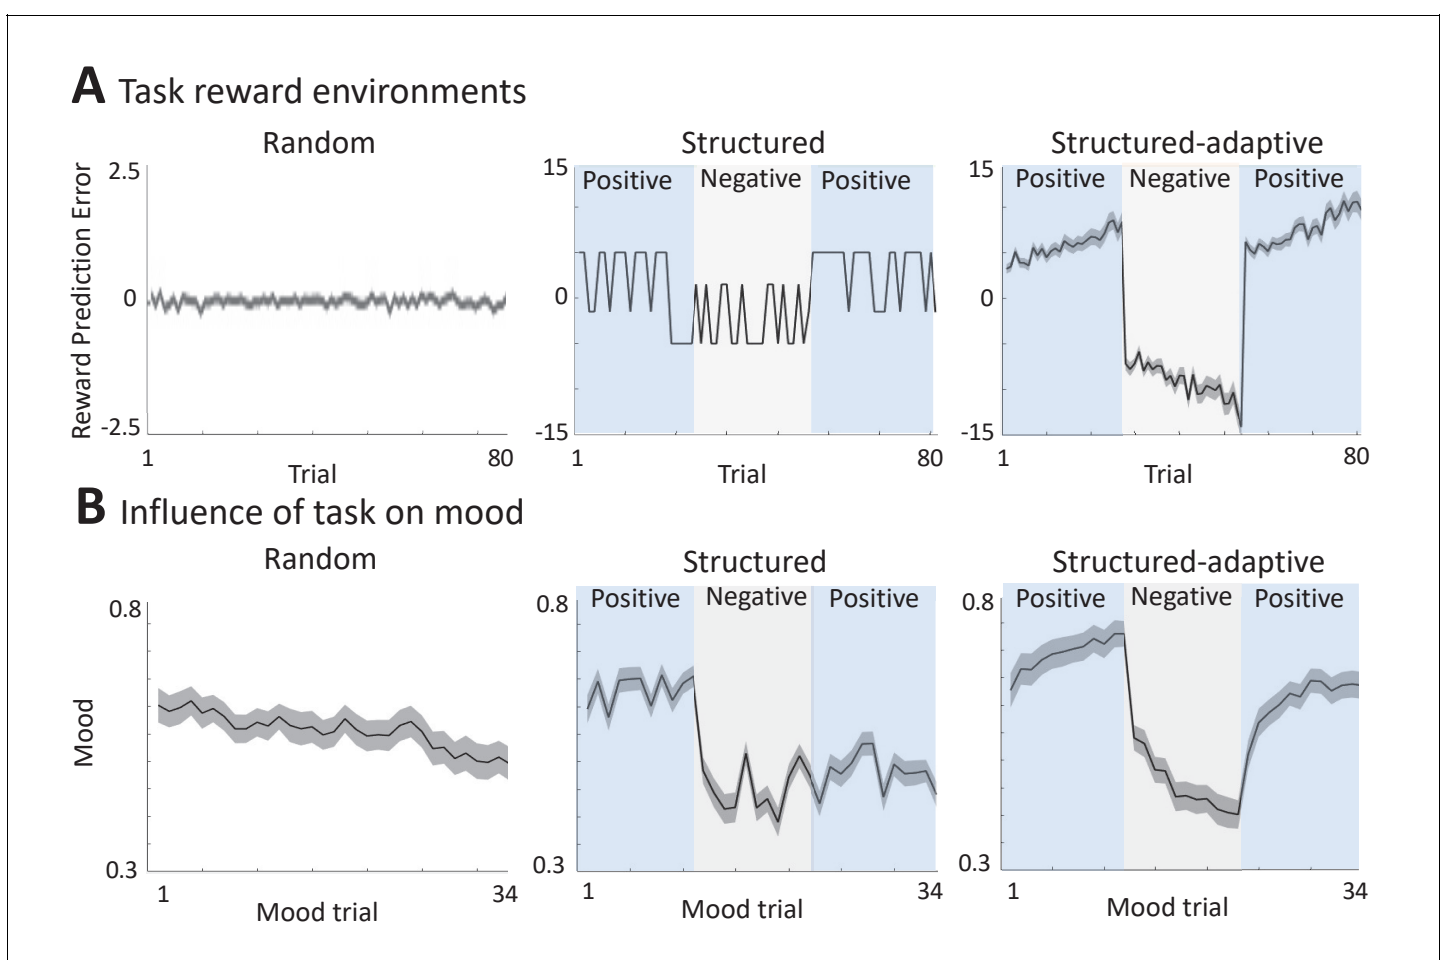 A Task reward environments
Random
Structured
Structured-adaptive
Reward Prediction Error
2.5
0
-2.5
1
80
Trial
15
0
-15
Positive
Negative
Positive
1
80
Trial
15
0
-15
Positive
Negative
Positive
1
80
Trial
B Influence of task on mood
Random
Structured
Structured-adaptive
Mood
0.8
0.3
1
34
Mood trial
0.8
0.3
Positive
Negative
Positive
1
34
Mood trial
0.8
0.3
Positive
Negative
Positive
1
34
Mood trial